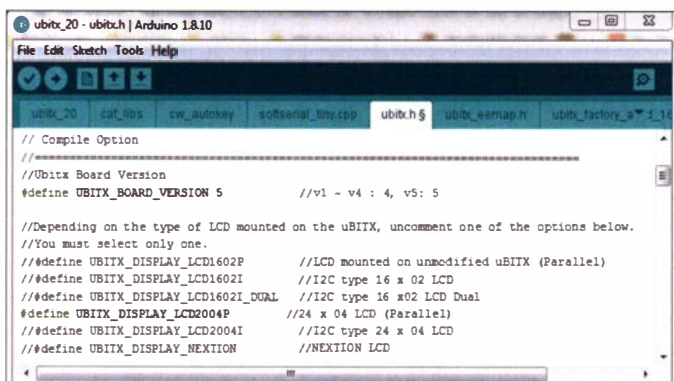 ubitx_20 - ubitx.h | Arduino 1.8.10
File Edit Sketch Tools Help
ubitx_20 cat_libs cw_autokey softserial_tiny.cpp ubitx.h § ubitx_eemap.h ubitx_factory_a
// Compile Option
//==============================================================================
//Ubitx Board Version
#define UBITX_BOARD_VERSION 5 //v1 ~ v4 : 4, v5: 5
//Depending on the type of LCD mounted on the uBITX, uncomment one of the options below.
//You must select only one.
//#define UBITX_DISPLAY_LCD1602P //LCD mounted on unmodified uBITX (Parallel)
//#define UBITX_DISPLAY_LCD1602I //I2C type 16 x 02 LCD
//#define UBITX_DISPLAY_LCD1602I_DUAL //I2C type 16 x02 LCD Dual
#define UBITX_DISPLAY_LCD2004P //24 x 04 LCD (Parallel)
//#define UBITX_DISPLAY_LCD2004I //I2C type 24 x 04 LCD
//#define UBITX_DISPLAY_NEXTION //NEXTION LCD